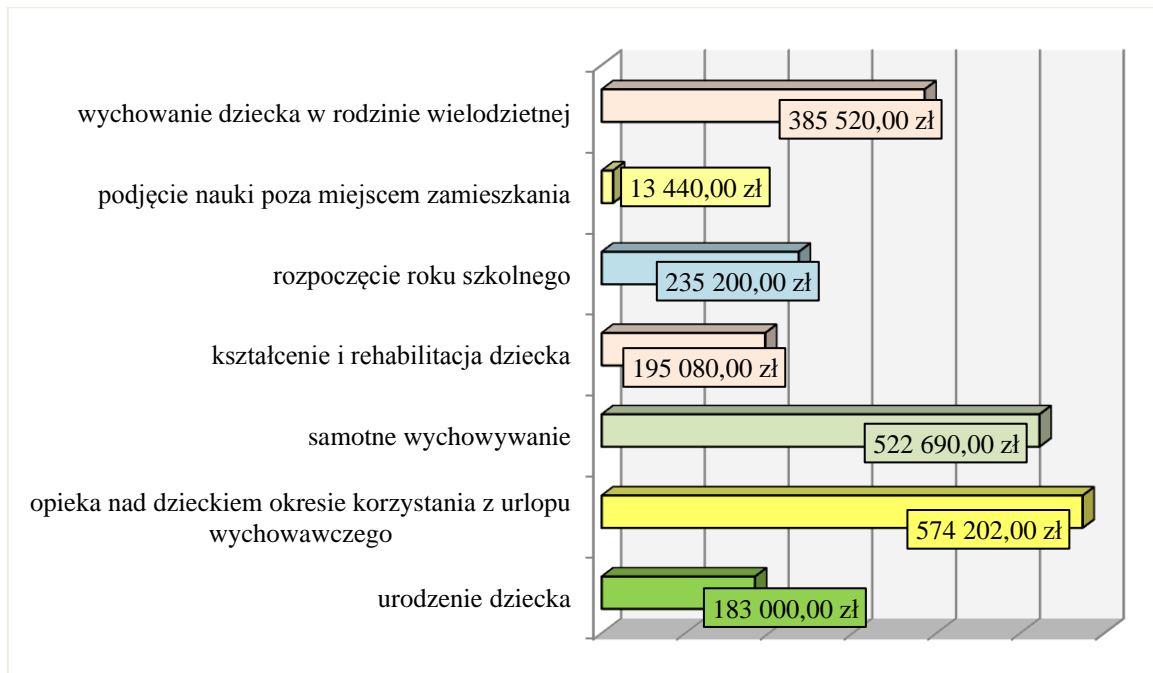 wychowanie dziecka w rodzinie wielodzietnej
385 520,00 zł
podjęcie nauki poza miejscem zamieszkania
13 440,00 zł
rozpoczęcie roku szkolnego
235 200,00 zł
kształcenie i rehabilitacja dziecka
195 080,00 zł
samotne wychowywanie
522 690,00 zł
opieka nad dzieckiem okresie korzystania z urlopu
wychowawczego
574 202,00 zł
urodzenie dziecka
183 000,00 zł